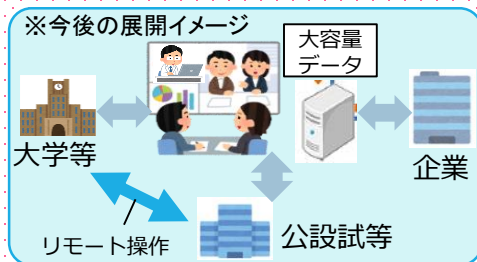 ※今後の展開イメージ
大容量
データ
大学等
企業
公設試等
リモート操作